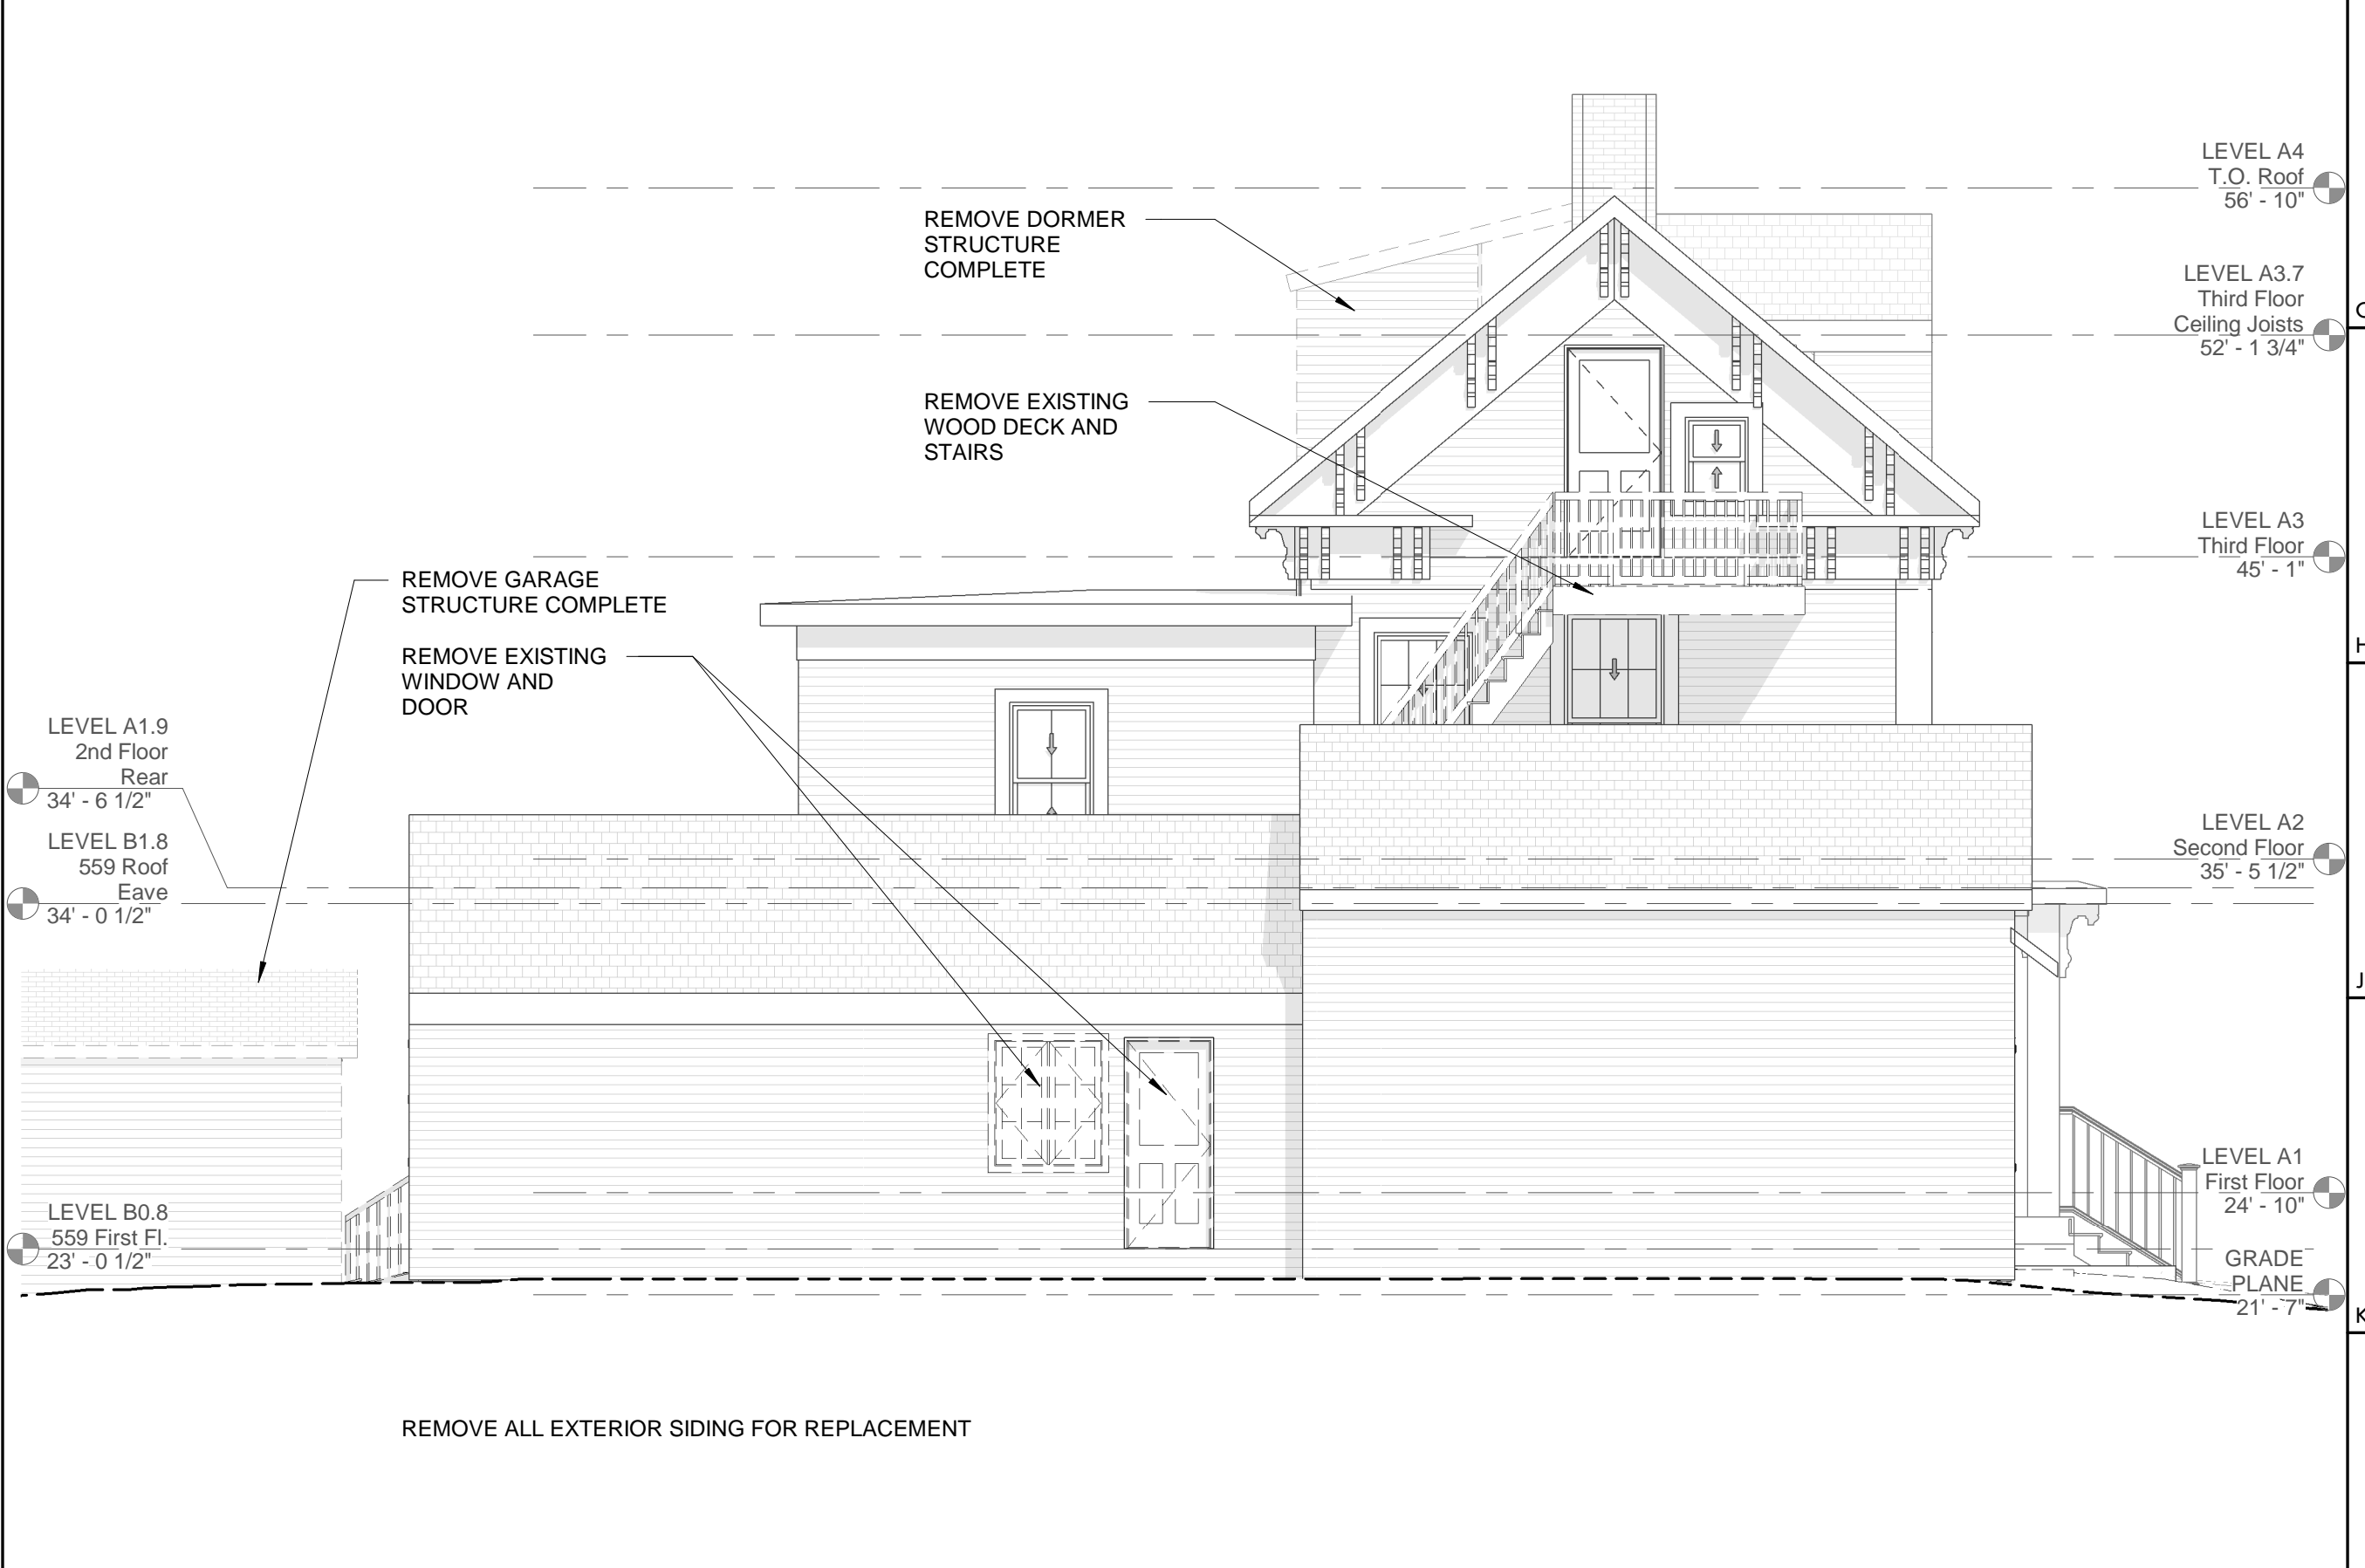 LEVEL A4
T.O. Roof
56' - 10"
REMOVE DORMER
STRUCTURE
COMPLETE
LEVEL A3.7
Third Floor
Ceiling Joists
52' - 1 3/4"
REMOVE EXISTING
WOOD DECK AND
STAIRS
LEVEL A3
Third Floor
45' - 1"
REMOVE GARAGE
STRUCTURE COMPLETE
REMOVE EXISTING
WINDOW AND
DOOR
LEVEL A1.9
2nd Floor
Rear
34' - 6 1/2"
LEVEL B1.8
559 Roof
Eave
34' - 0 1/2"
LEVEL A2
Second Floor
35' - 5 1/2"
J
LEVEL A1
First Floor
24' - 10"
LEVEL B0.8
559 First Fl.
23' - 0 1/2"
GRADE
PLANE
21' - 7"
REMOVE ALL EXTERIOR SIDING FOR REPLACEMENT